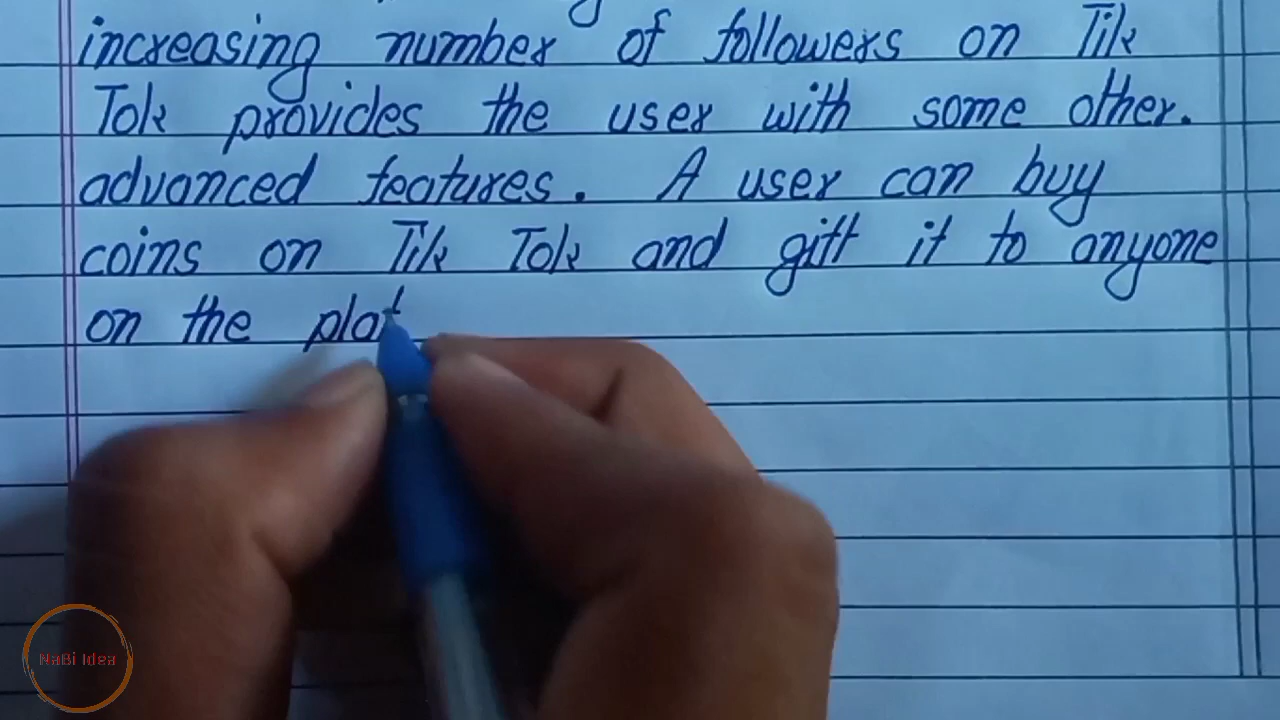 increasing number of followers on Tik
Tok provides the user with some other.
advanced features. A user can buy
coins on Tik Tok and gift it to anyone
on the plat
NaBi Idea